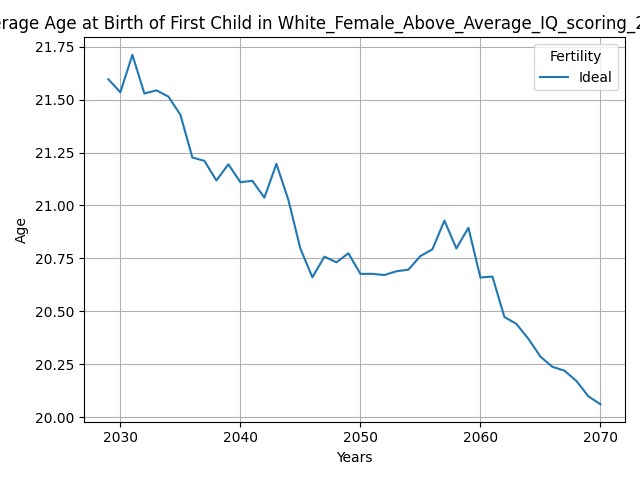 erage Age at Birth of First Child in White_Female_Above_Average_IQ_scoring_2
21.75
21.50
21.25
21.00
20.75
20.50
20.25
20.00
Age
Fertility
Ideal
2030 2040 2050 2060 2070
Years